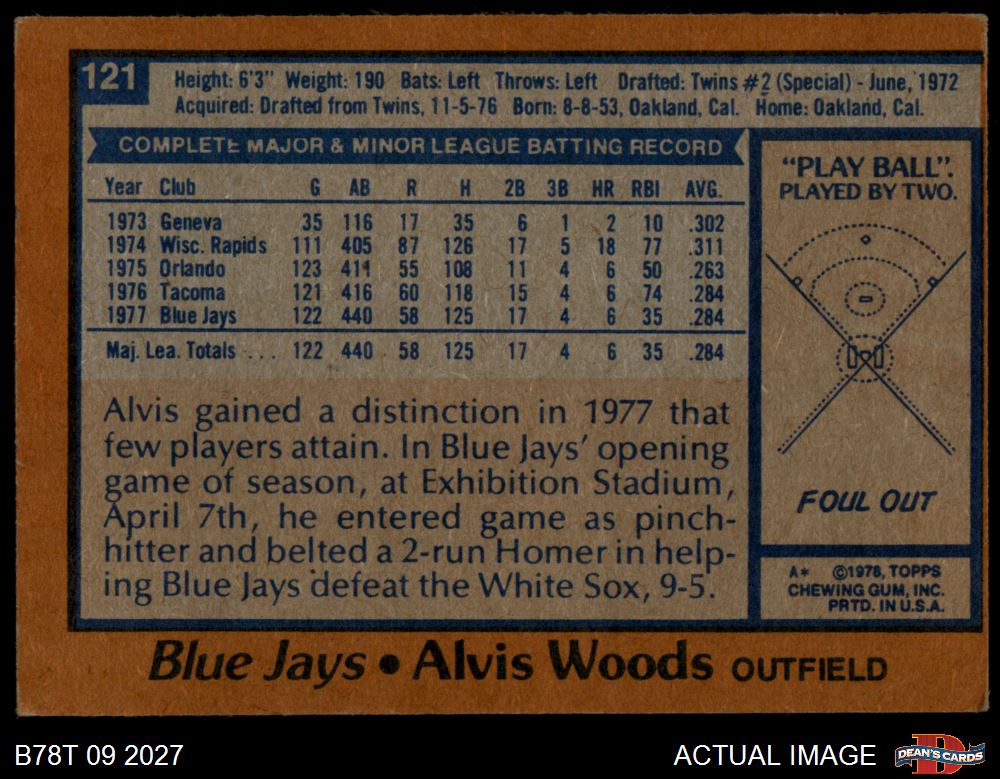 121
Height: 6'3" Weight: 190 Bats: Left Throws: Left Drafted: Twins #2 (Special) - June, 1972
Acquired: Drafted from Twins, 11-5-76 Born: 8-8-53, Oakland, Cal. Home: Oakland, Cal.
COMPLETE MAJOR & MINOR LEAGUE BATTING RECORD
Year Club G AB R H 2B 3B HR RBI AVG.
1973 Geneva 35 116 17 35 6 1 2 10 .302
1974 Wisc. Rapids 111 405 87 126 17 5 18 77 .311
1975 Orlando 123 411 55 108 11 4 6 50 .263
1976 Tacoma 121 416 60 118 15 4 6 74 .284
1977 Blue Jays 122 440 58 125 17 4 6 35 .284
Maj. Lea. Totals . . . 122 440 58 125 17 4 6 35 .284
Alvis gained a distinction in 1977 that
few players attain. In Blue Jays' opening
game of season, at Exhibition Stadium,
April 7th, he entered game as pinch-
hitter and belted a 2-run Homer in help-
ing Blue Jays defeat the White Sox, 9-5.
"PLAY BALL".
PLAYED BY TWO.
FOUL OUT
A* ©1978, TOPPS
CHEWING GUM, INC.
PRTD. IN U.S.A.
Blue Jays • Alvis Woods OUTFIELD
B78T 09 2027
ACTUAL IMAGE
DEAN'S CARDS